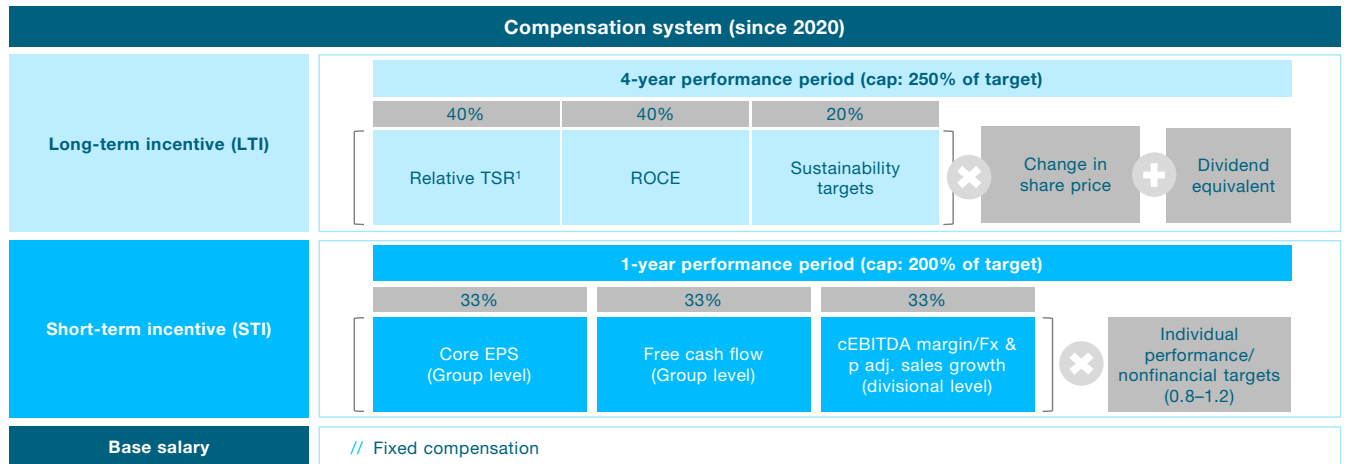 Compensation system (since 2020)
Long-term incentive (LTI)
4-year performance period (cap: 250% of target)
40%
40%
20%
Relative TSR¹
ROCE
Sustainability
targets
Change in
share price
Dividend
equivalent
Short-term incentive (STI)
1-year performance period (cap: 200% of target)
33%
33%
33%
Core EPS
(Group level)
Free cash flow
(Group level)
cEBITDA margin/Fx &
p adj. sales growth
(divisional level)
Individual
performance/
nonfinancial targets
(0.8–1.2)
Base salary
// Fixed compensation